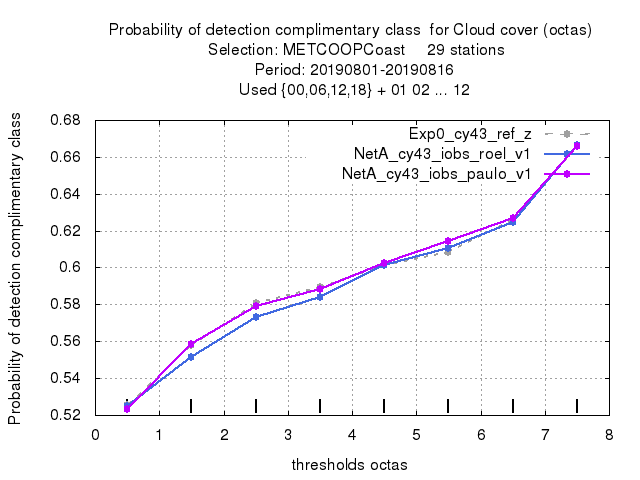 Probability of detection complimentary class  for Cloud cover (octas)
Selection: METCOOPCoast     29 stations
Period: 20190801-20190816
Used {00,06,12,18} + 01 02 ... 12
Probability of detection complimentary class
0.68
0.66
0.64
0.62
0.6
0.58
0.56
0.54
0.52
Exp0_cy43_ref_z
NetA_cy43_iobs_roel_v1
NetA_cy43_iobs_paulo_v1
0 1 2 3 4 5 6 7 8
thresholds octas